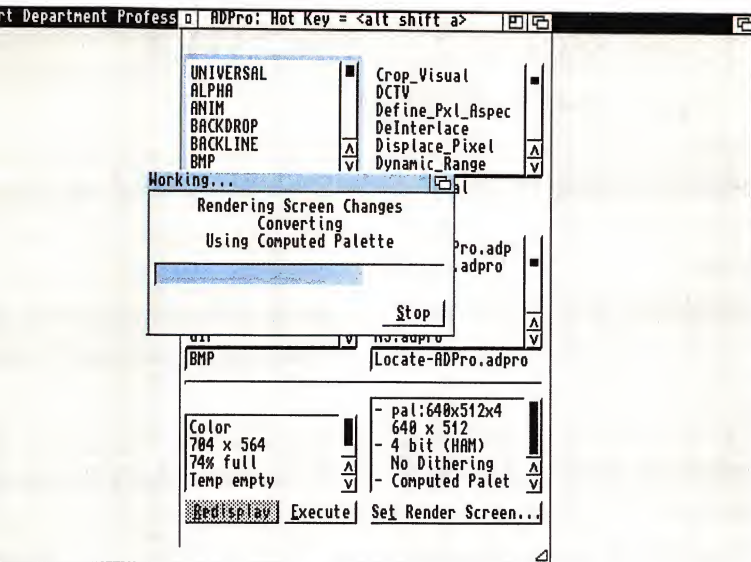 rt Department Profess
ADPro: Hot Key = <alt shift a>
UNIVERSAL
ALPHA
ANIM
BACKDROP
BACKLINE
BMP
Crop_Visual
DCTV
Define_Pxl_Aspec
DeInterlace
Displace_Pixel
Dynamic_Range
al
Working...
Rendering Screen Changes
Converting
Using Computed Palette
Stop
Pro.adp
.adpro
GIF
BMP
Locate-ADPro.adpro
Color
704 x 564
74% full
Temp empty
- pal:640x512x4
640 x 512
- 4 bit (HAM)
No Dithering
- Computed Palet
Redisplay
Execute
Set Render Screen...